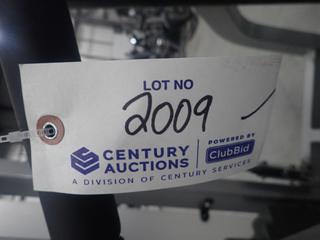 LOT NO
2009
CENTURY AUCTIONS
POWERED BY
ClubBid
A DIVISION OF CENTURY SERVICES